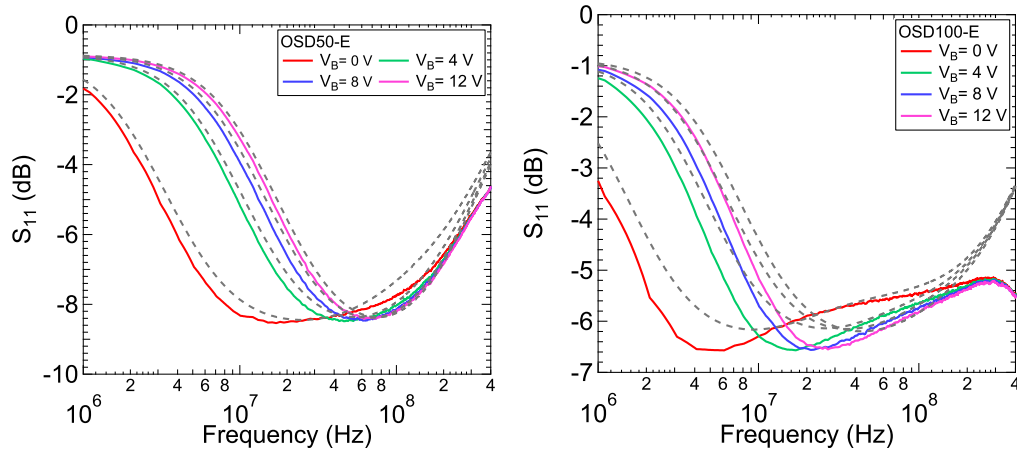 0
-2
-4
-6
-8
-10
S11 (dB)
OSD50-E
VB= 0 V VB= 4 V
VB= 8 V VB= 12 V
2 4 6 8 2 4 6 8 2 4
10^6 10^7 10^8
Frequency (Hz)
0
-1
-2
-3
-4
-5
-6
-7
S11 (dB)
OSD100-E
VB= 0 V
VB= 4 V
VB= 8 V
VB= 12 V
2 4 6 8 2 4 6 8 2 4
10^6 10^7 10^8
Frequency (Hz)